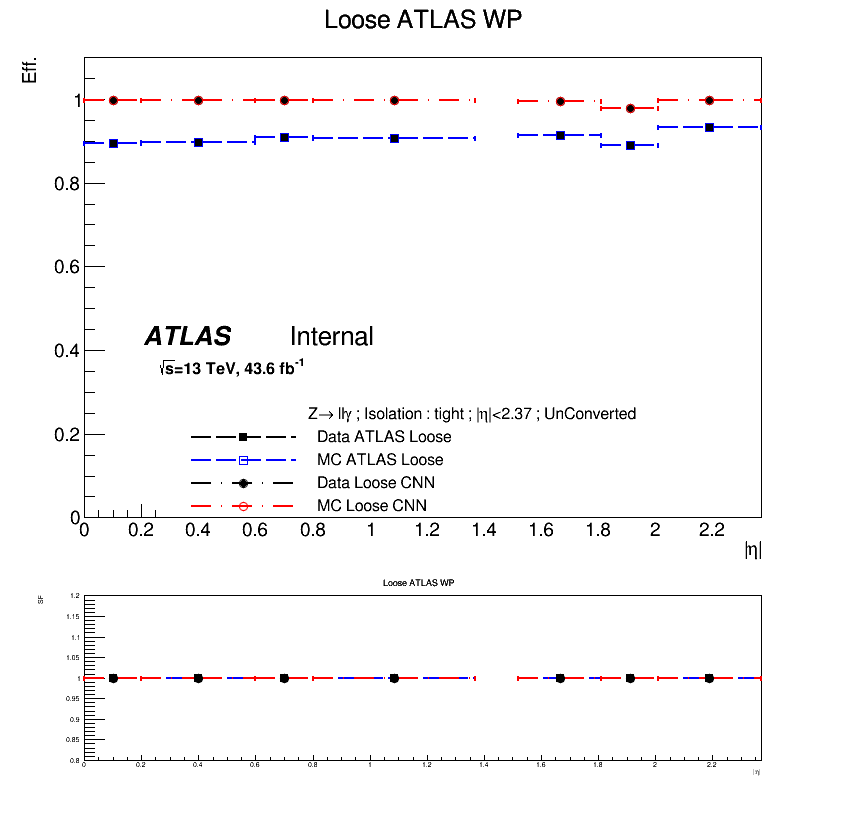 Loose ATLAS WP
Eff.
1
0.8
0.6
0.4
0.2
0
ATLAS Internal
√s=13 TeV, 43.6 fb-1
Z→ llγ ; Isolation : tight ; |η|<2.37 ; UnConverted
Data ATLAS Loose
MC ATLAS Loose
Data Loose CNN
MC Loose CNN
0 0.2 0.4 0.6 0.8 1 1.2 1.4 1.6 1.8 2 2.2
|η|
Loose ATLAS WP
SF
1.2
1.15
1.1
1.05
1
0.95
0.9
0.85
0.8
0 0.2 0.4 0.6 0.8 1 1.2 1.4 1.6 1.8 2 2.2
|η|